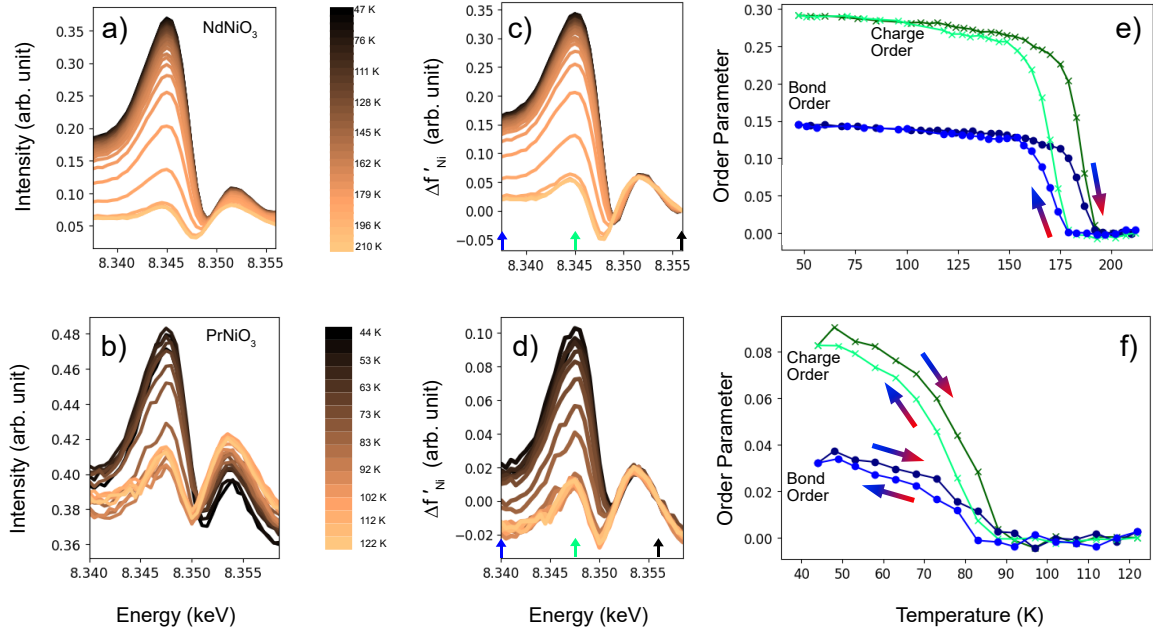 a)
NdNiO3
Intensity (arb. unit)
0.35
0.30
0.25
0.20
0.15
0.10
0.05
8.340
8.345
8.350
8.355
47 K
76 K
111 K
128 K
145 K
162 K
179 K
196 K
210 K
c)
Δf ′Ni (arb. unit)
0.35
0.30
0.25
0.20
0.15
0.10
0.05
0.00
−0.05
8.340
8.345
8.350
8.355
e)
Charge
Order
Bond
Order
Order Parameter
0.30
0.25
0.20
0.15
0.10
0.05
0.00
50
75
100
125
150
175
200
b)
PrNiO3
Intensity (arb. unit)
0.48
0.46
0.44
0.42
0.40
0.38
0.36
8.340
8.345
8.350
8.355
Energy (keV)
44 K
53 K
63 K
73 K
83 K
92 K
102 K
112 K
122 K
d)
Δf ′Ni (arb. unit)
0.10
0.08
0.06
0.04
0.02
0.00
−0.02
8.340
8.345
8.350
8.355
Energy (keV)
f)
Charge
Order
Bond
Order
Order Parameter
0.08
0.06
0.04
0.02
0.00
40
50
60
70
80
90
100
110
120
Temperature (K)